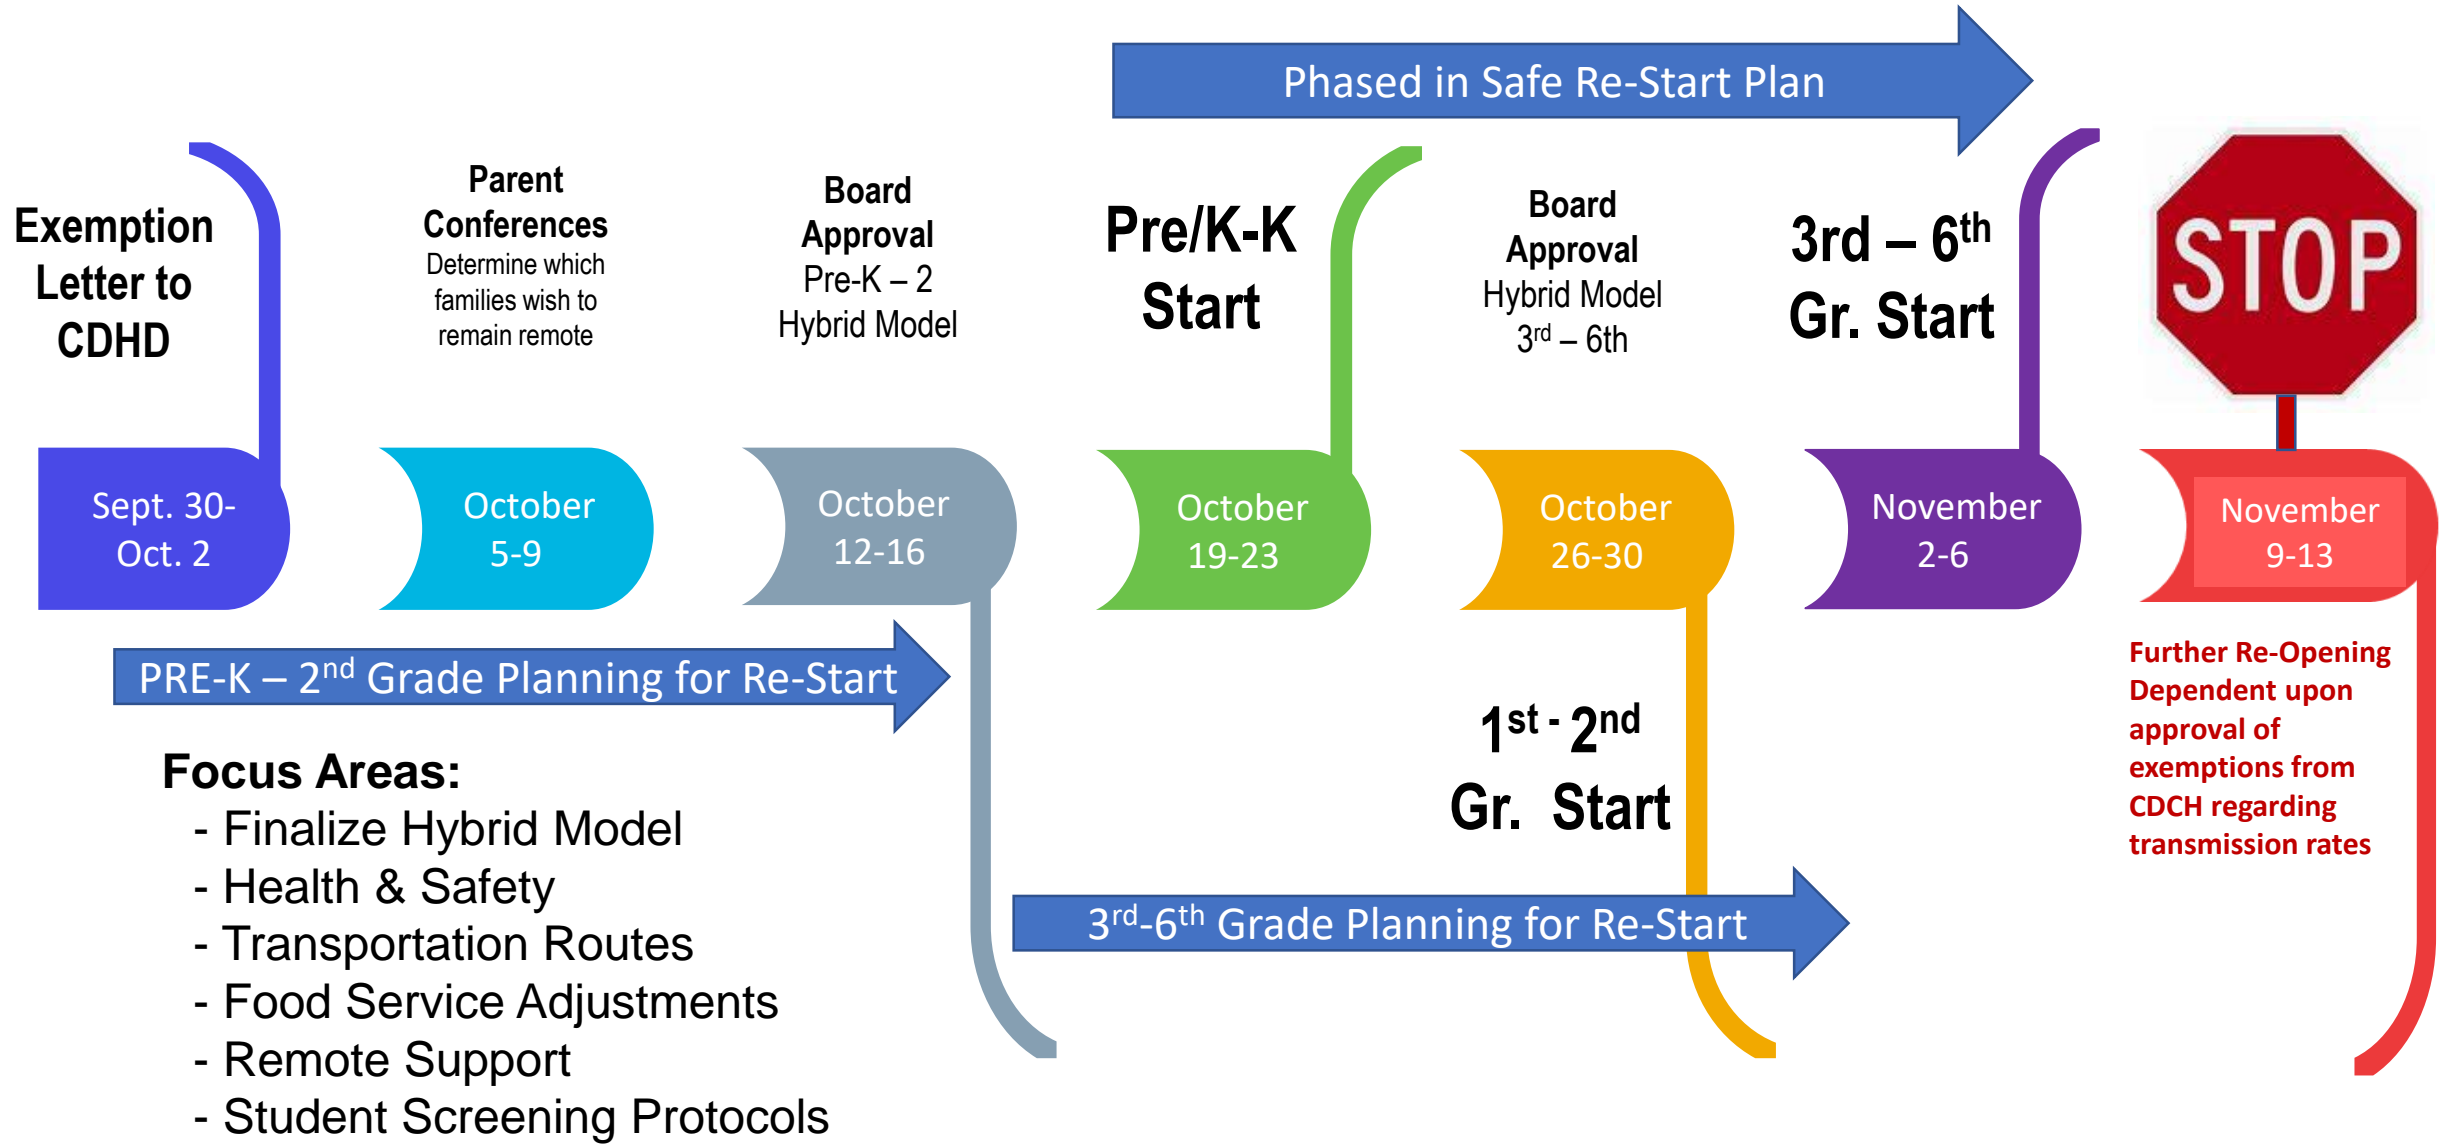 Phased in Safe Re-Start Plan
Exemption
Letter to
CDHD
Parent
Conferences
Determine which
families wish to
remain remote
Board
Approval
Pre-K – 2
Hybrid Model
Pre/K-K
Start
Board
Approval
Hybrid Model
3rd – 6th
3rd – 6th
Gr. Start
STOP
Sept. 30-
Oct. 2
October
5-9
October
12-16
October
19-23
October
26-30
November
2-6
November
9-13
PRE-K – 2nd Grade Planning for Re-Start
Focus Areas:
- Finalize Hybrid Model
- Health & Safety
- Transportation Routes
- Food Service Adjustments
- Remote Support
- Student Screening Protocols
1st - 2nd
Gr. Start
3rd-6th Grade Planning for Re-Start
Further Re-Opening
Dependent upon
approval of
exemptions from
CDCH regarding
transmission rates